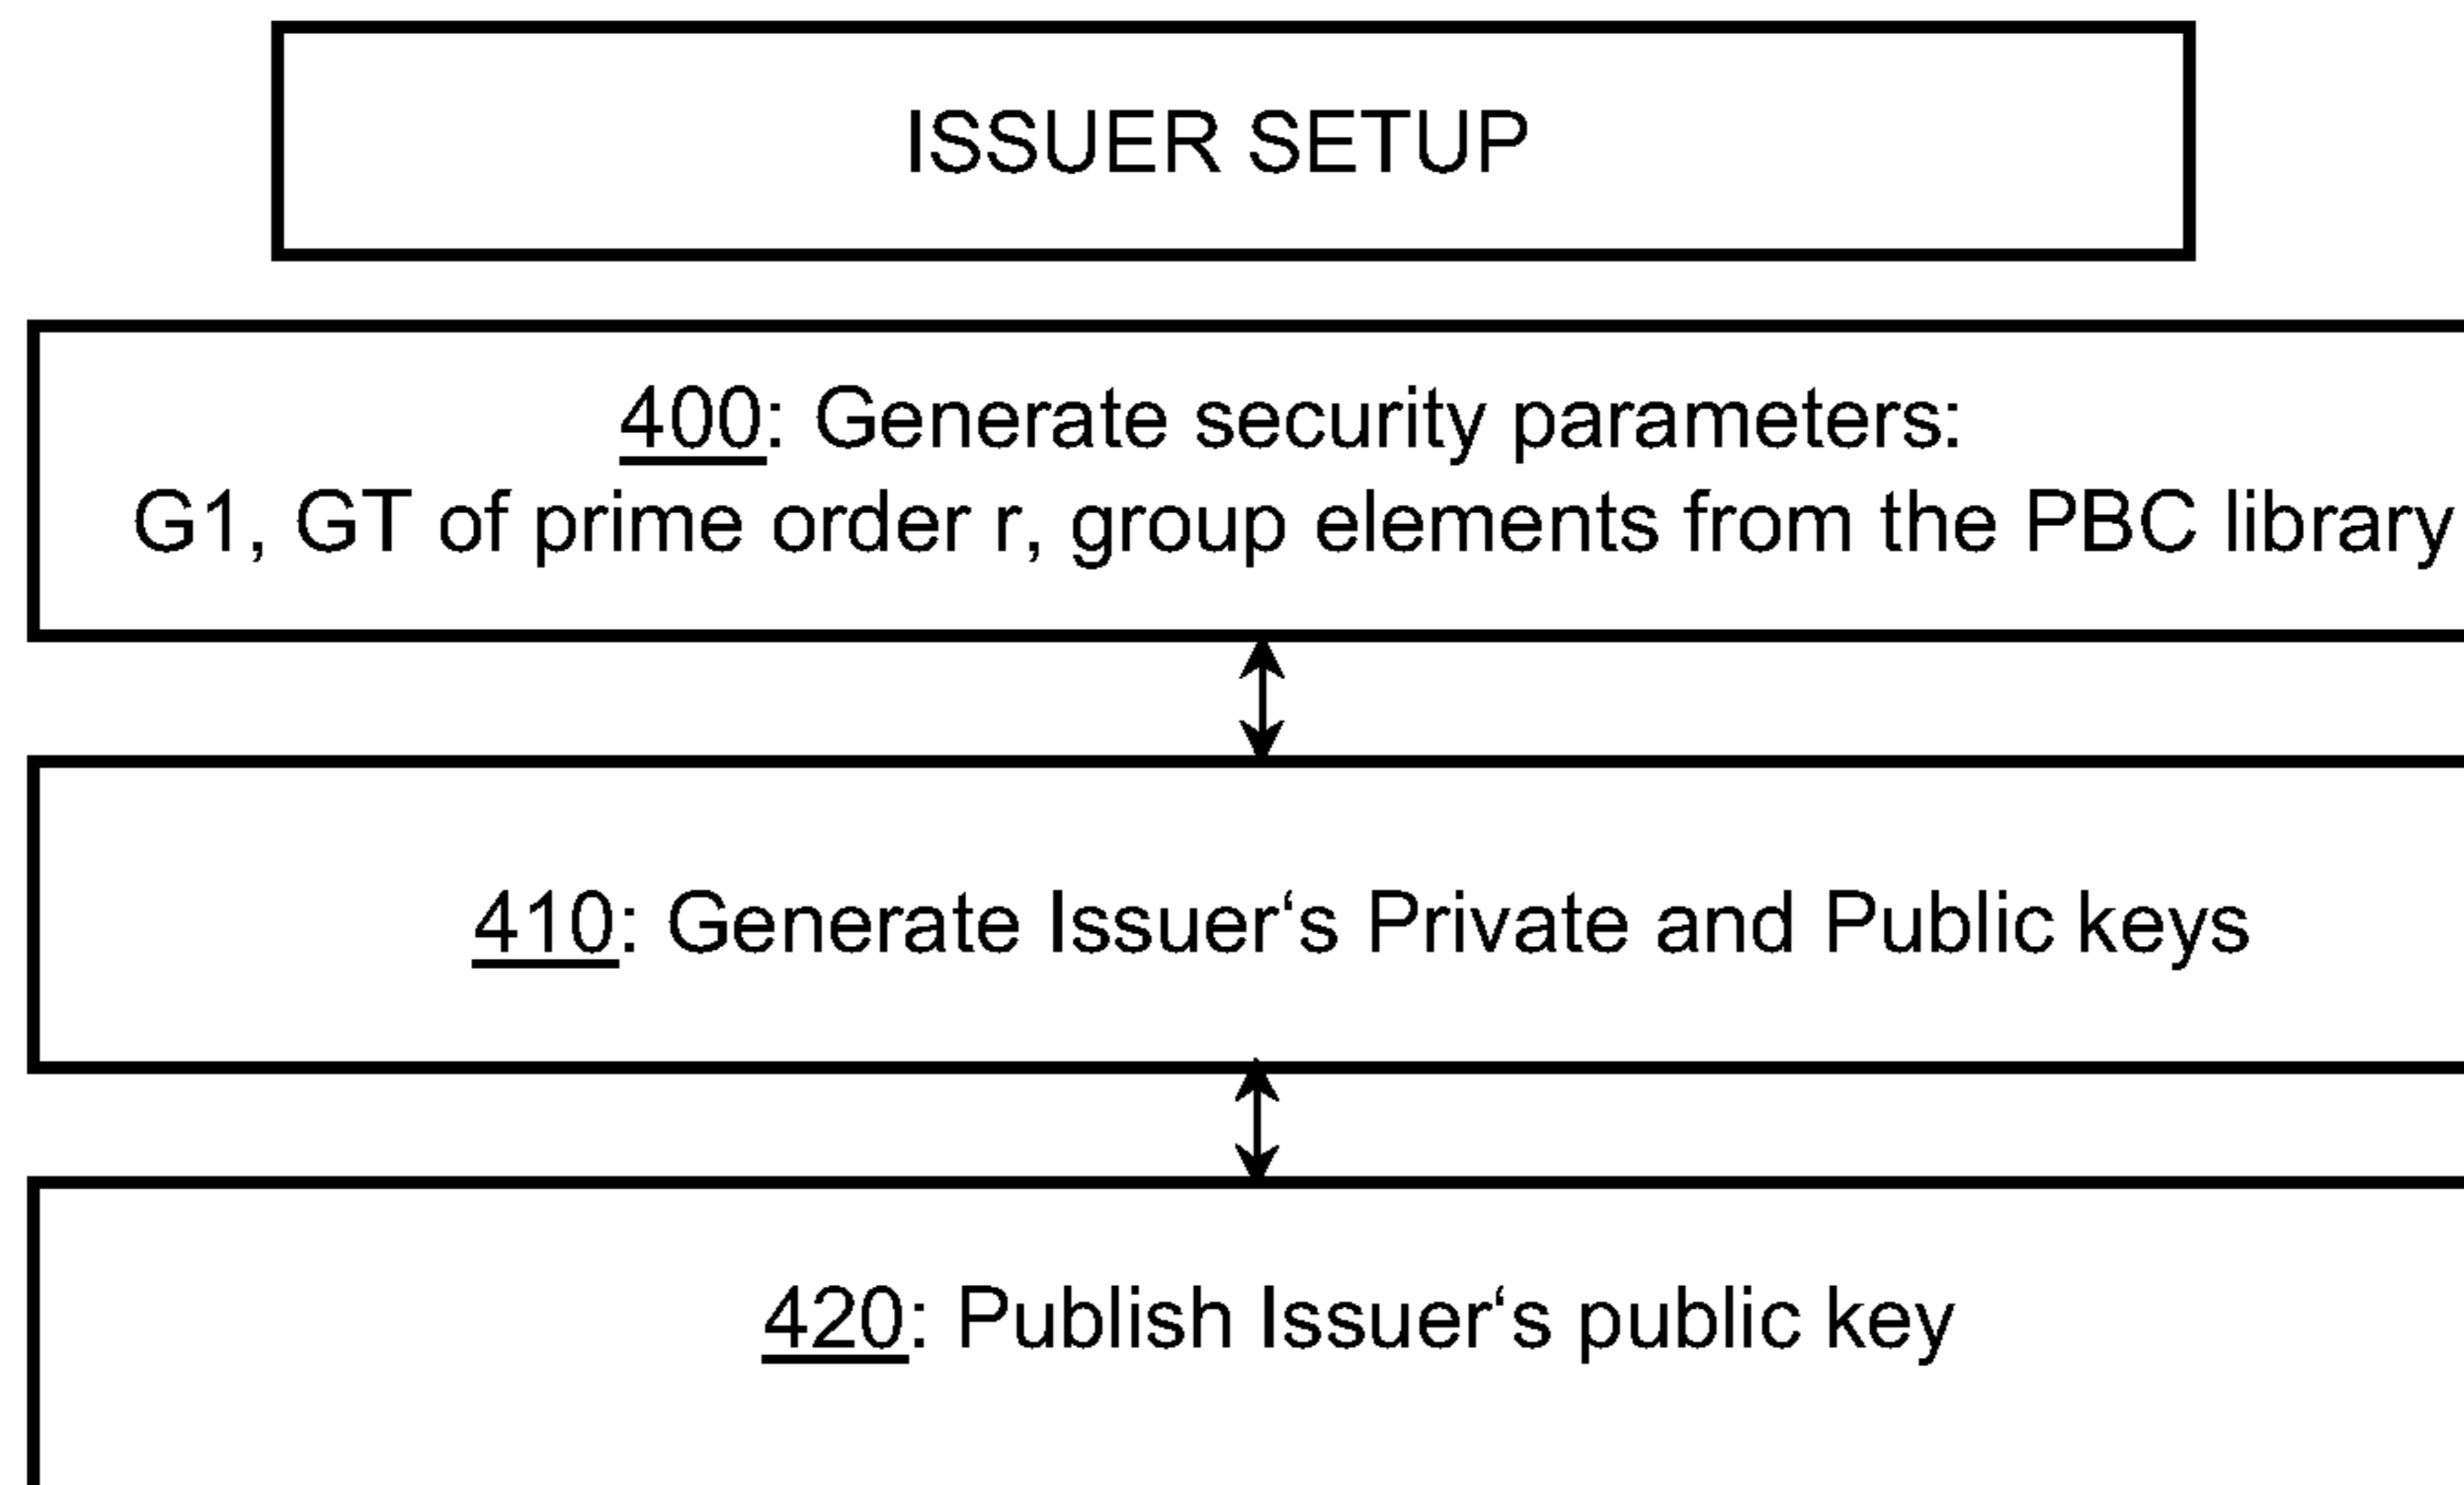 ISSUER SETUP
400: Generate security parameters:
G1, GT of prime order r, group elements from the PBC library
410: Generate Issuer‘s Private and Public keys
420: Publish Issuer‘s public key